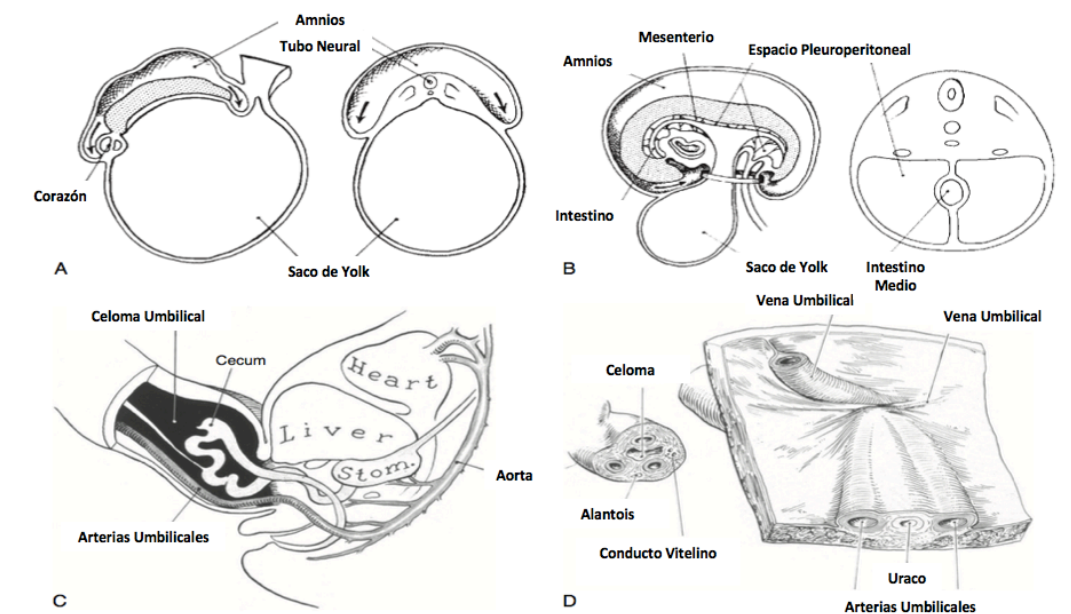 Amnios
Tubo Neural
Corazón
Saco de Yolk
A
Mesenterio
Espacio Pleuroperitoneal
Amnios
Intestino
Saco de Yolk
Intestino
Medio
B
Celoma Umbilical
Cecum
Heart
Liver
Stom.
Aorta
Arterias Umbilicales
C
Vena Umbilical
Vena Umbilical
Celoma
Alantois
Conducto Vitelino
Uraco
Arterias Umbilicales
D